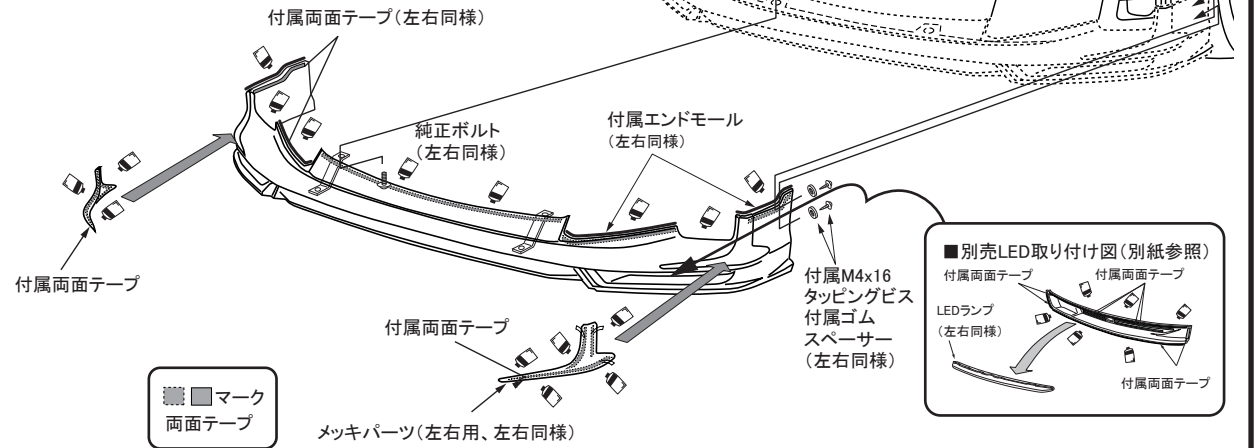 付属両面テープ(左右同様)
純正ボルト
(左右同様)
付属エンドモール
(左右同様)
付属両面テープ
付属両面テープ
付属M4x16
タッピングビス
付属ゴム
スペーサー
(左右同様)
■別売LED取り付け図(別紙参照)
付属両面テープ
付属両面テープ
LEDランプ
(左右同様)
付属両面テープ
マーク
両面テープ
メッキパーツ(左右用、左右同様)